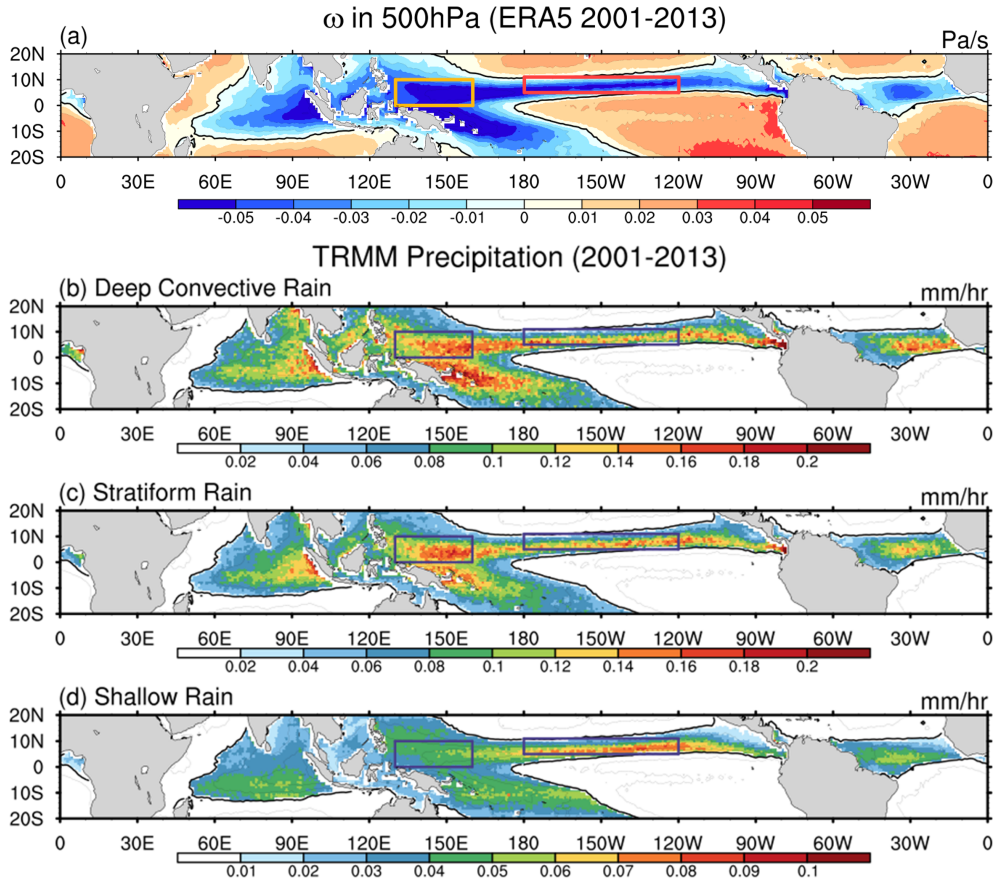 ω in 500hPa (ERA5 2001-2013)
(a) Pa/s
20N
10N
0
10S
20S
0 30E 60E 90E 120E 150E 180 150W 120W 90W 60W 30W 0
-0.05 -0.04 -0.03 -0.02 -0.01 0 0.01 0.02 0.03 0.04 0.05
TRMM Precipitation (2001-2013)
(b) Deep Convective Rain mm/hr
20N
10N
0
10S
20S
0 30E 60E 90E 120E 150E 180 150W 120W 90W 60W 30W 0
0.02 0.04 0.06 0.08 0.1 0.12 0.14 0.16 0.18 0.2
(c) Stratiform Rain mm/hr
20N
10N
0
10S
20S
0 30E 60E 90E 120E 150E 180 150W 120W 90W 60W 30W 0
0.02 0.04 0.06 0.08 0.1 0.12 0.14 0.16 0.18 0.2
(d) Shallow Rain mm/hr
20N
10N
0
10S
20S
0 30E 60E 90E 120E 150E 180 150W 120W 90W 60W 30W 0
0.01 0.02 0.03 0.04 0.05 0.06 0.07 0.08 0.09 0.1